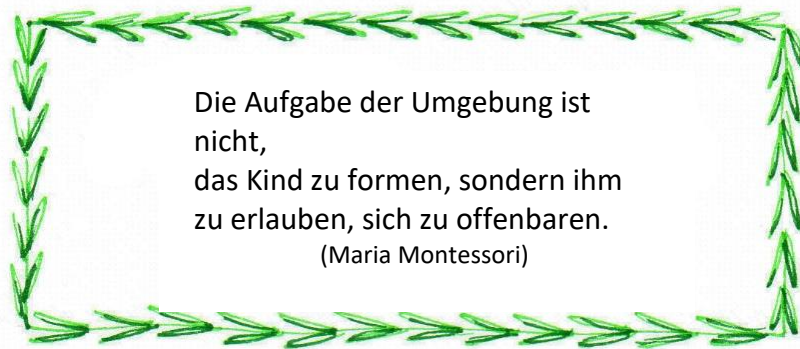 Die Aufgabe der Umgebung ist
nicht,
das Kind zu formen, sondern ihm
zu erlauben, sich zu offenbaren.
(Maria Montessori)